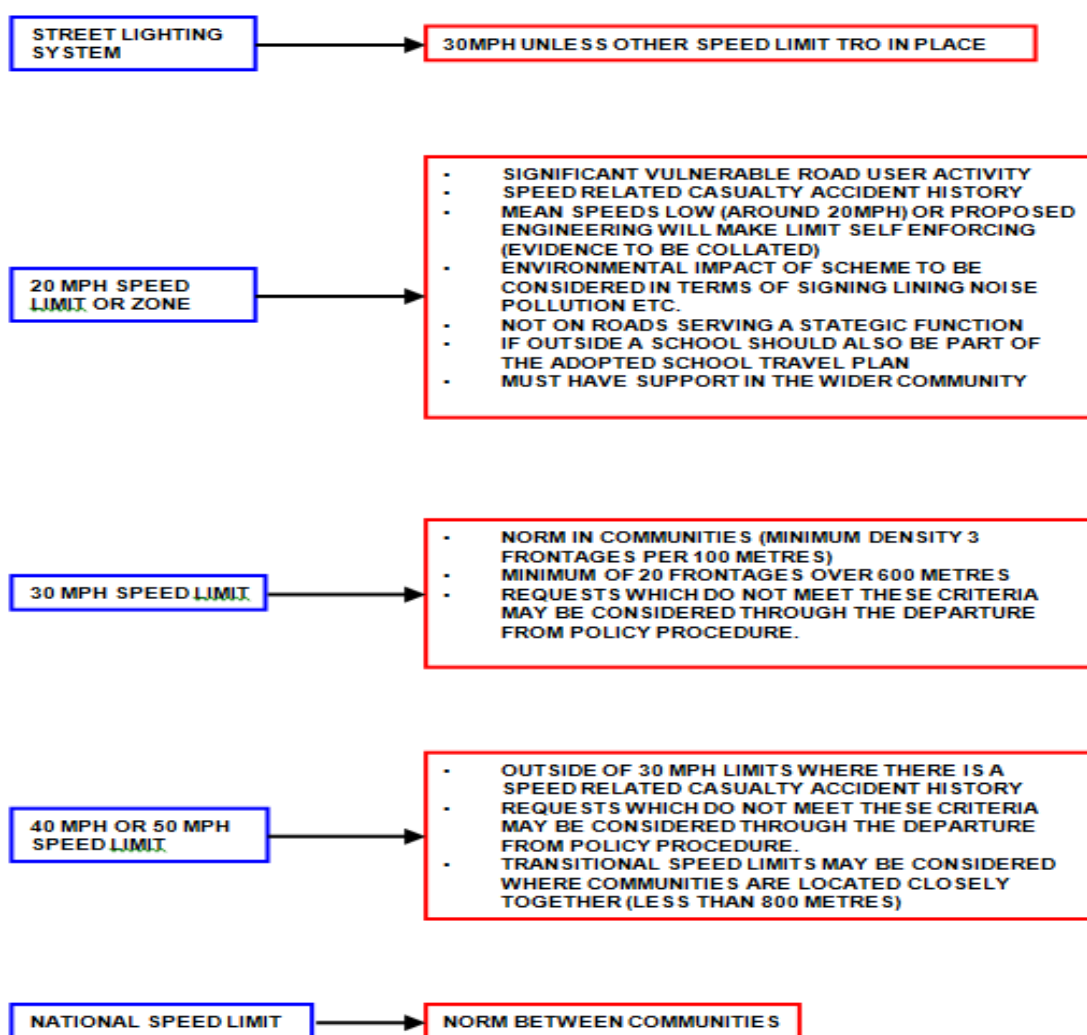 STREET LIGHTING
SYSTEM
30MPH UNLESS OTHER SPEED LIMIT TRO IN PLACE
20 MPH SPEED
LIMIT OR ZONE
- SIGNIFICANT VULNERABLE ROAD USER ACTIVITY
- SPEED RELATED CASUALTY ACCIDENT HISTORY
- MEAN SPEEDS LOW (AROUND 20MPH) OR PROPOSED
ENGINEERING WILL MAKE LIMIT SELF ENFORCING
(EVIDENCE TO BE COLLATED)
- ENVIRONMENTAL IMPACT OF SCHEME TO BE
CONSIDERED IN TERMS OF SIGNING LINING NOISE
POLLUTION ETC.
- NOT ON ROADS SERVING A STATEGIC FUNCTION
- IF OUTSIDE A SCHOOL SHOULD ALSO BE PART OF
THE ADOPTED SCHOOL TRAVEL PLAN
- MUST HAVE SUPPORT IN THE WIDER COMMUNITY
30 MPH SPEED LIMIT
- NORM IN COMMUNITIES (MINIMUM DENSITY 3
FRONTAGES PER 100 METRES)
- MINIMUM OF 20 FRONTAGES OVER 600 METRES
- REQUESTS WHICH DO NOT MEET THESE CRITERIA
MAY BE CONSIDERED THROUGH THE DEPARTURE
FROM POLICY PROCEDURE.
40 MPH OR 50 MPH
SPEED LIMIT
- OUTSIDE OF 30 MPH LIMITS WHERE THERE IS A
SPEED RELATED CASUALTY ACCIDENT HISTORY
- REQUESTS WHICH DO NOT MEET THESE CRITERIA
MAY BE CONSIDERED THROUGH THE DEPARTURE
FROM POLICY PROCEDURE.
- TRANSITIONAL SPEED LIMITS MAY BE CONSIDERED
WHERE COMMUNITIES ARE LOCATED CLOSELY
TOGETHER (LESS THAN 800 METRES)
NATIONAL SPEED LIMIT
NORM BETWEEN COMMUNITIES